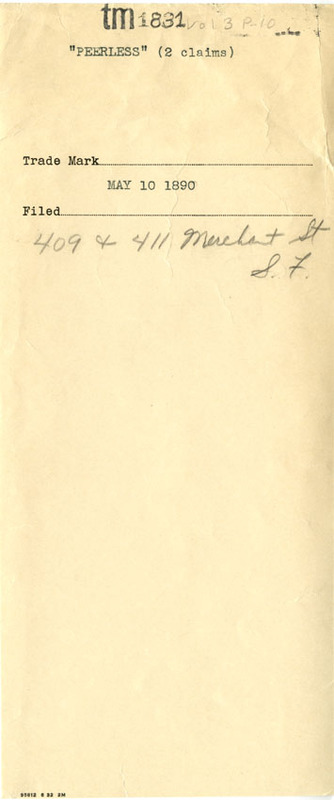 tm 1831 Vol 3 P-10
"PEERLESS" (2 claims)
Trade Mark
MAY 10 1890
Filed
409 & 411 Merchant St
S. F.